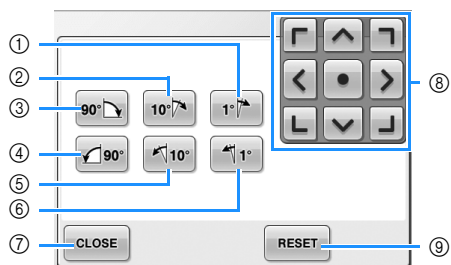 ①
②
③ 90° 10° 1°
⑧
④ 90° 10° 1°
⑤
⑥
⑦ CLOSE RESET ⑨